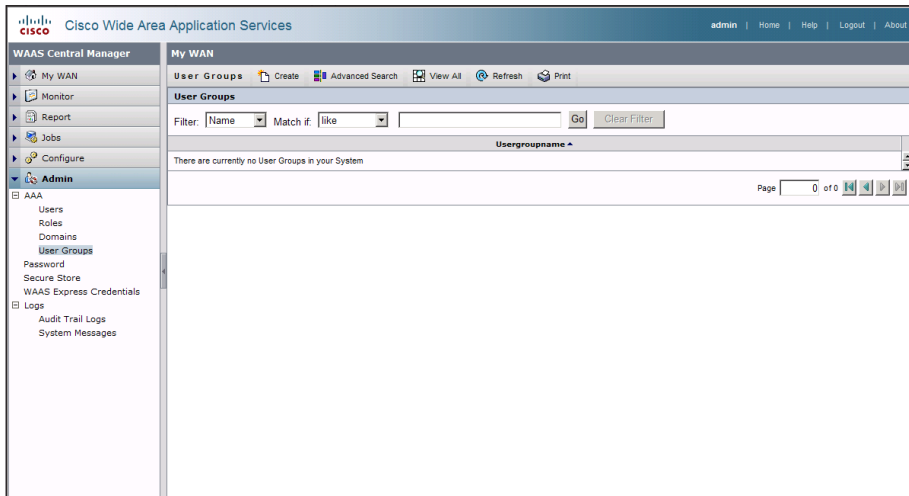 CISCO Cisco Wide Area Application Services
admin | Home | Help | Logout | About
WAAS Central Manager
My WAN
Monitor
Report
Jobs
Configure
Admin
AAA
Users
Roles
Domains
User Groups
Password
Secure Store
WAAS Express Credentials
Logs
Audit Trail Logs
System Messages
My WAN
User Groups Create Advanced Search View All Refresh Print
User Groups
Filter: Name Match if: like Go Clear Filter
Usergroupname
There are currently no User Groups in your System
Page 0 of 0